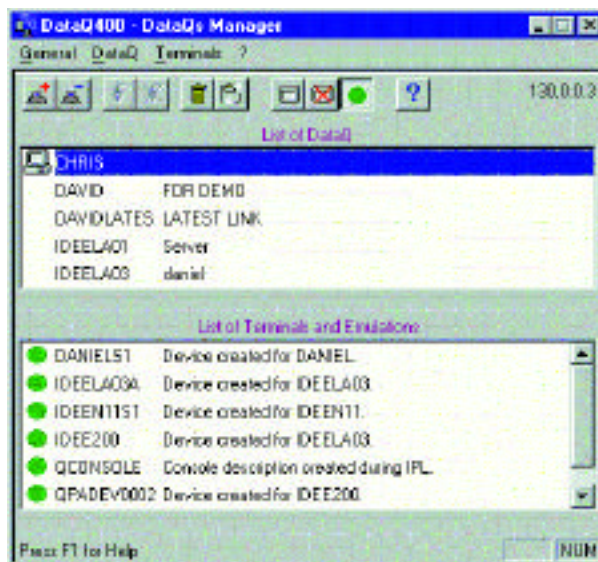 DataQ400 - DataQs Manager
General DataQ Terminals ?
130.0.0.3
List of DataQ
CHRIS
DAVID FOR DEMO
DAVIDLATES LATEST LINK
IDEELA01 Server
IDEELA03 daniel
List of Terminals and Emulations
DANIELS1 Device created for DANIEL.
IDEELA03A Device created for IDEELA03.
IDEEN11S1 Device created for IDEEN11.
IDEE200 Device created for IDEELA03.
QCONSOLE Console description created during IPL.
QPADEV0002 Device created for IDEE200.
Press F1 for Help
NUM